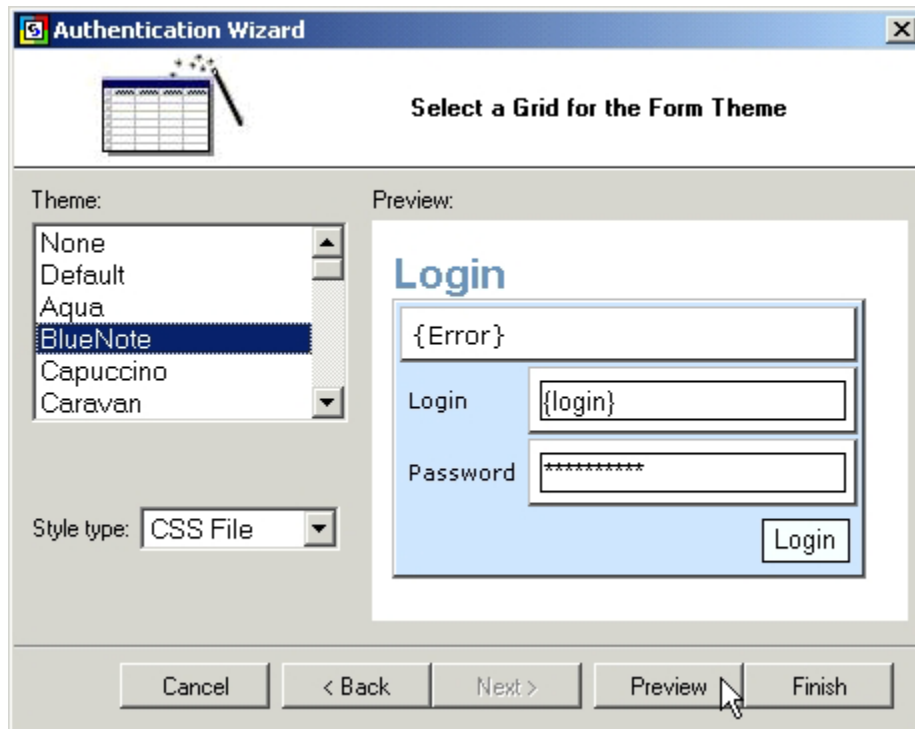 Authentication Wizard
Select a Grid for the Form Theme
Theme:
None
Default
Aqua
BlueNote
Capuccino
Caravan
Style type: CSS File
Preview:
Login
{Error}
Login {login}
Password **********
Login
Cancel < Back Next > Preview Finish